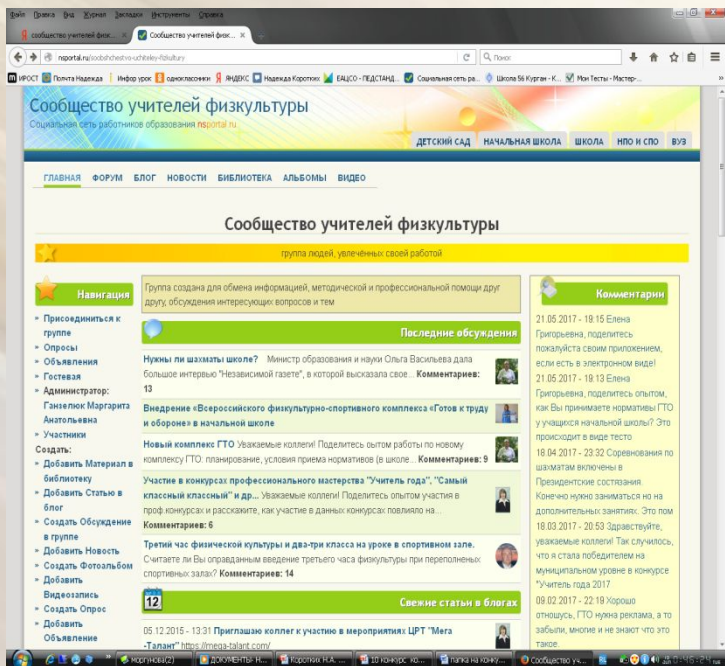 Файл Правка Вид Журнал Закладки Инструменты Справка
сообщество учителей физк... × Сообщество учителей физк... × +
nsportal.ru/soobshchestvo-uchiteley-fizkultury
Поиск
ИРОСТ Полита Надежда Инфор урок одноклассники ЯНДЕКС Надежда Коротких ЕАЦСО - ПЕДСТАНД... Социальная сеть ра... Школа 56 Курган - К... Мои Тесты - Мастер-... »
Сообщество учителей физкультуры
Социальная сеть работников образования nsportal.ru
ДЕТСКИЙ САД НАЧАЛЬНАЯ ШКОЛА ШКОЛА НПО И СПО ВУЗ
ГЛАВНАЯ ФОРУМ БЛОГ НОВОСТИ БИБЛИОТЕКА АЛЬБОМЫ ВИДЕО
Сообщество учителей физкультуры
группа людей, увлечённых своей работой
Навигация
» Присоединиться к
группе
» Опросы
» Объявления
» Гостевая
» Администратор:
Ганзелюк Маргарита
Анатольевна
» Участники
Создать:
» Добавить Материал в
библиотеку
» Добавить Статью в
блог
» Создать Обсуждение
в группе
» Добавить Новость
» Создать Фотоальбом
» Добавить
Видеозапись
» Создать Опрос
» Добавить
Объявление
Группа создана для обмена информацией, методической и профессиональной помощи друг
другу, обсуждения интересующих вопросов и тем
Последние обсуждения
Нужны ли шахматы школе? Министр образования и науки Ольга Васильева дала
большое интервью "Независимой газете", в которой высказала свое... Комментариев:
13
Внедрение «Всероссийского физкультурно-спортивного комплекса «Готов к труду
и обороне» в начальной школе
Новый комплекс ГТО Уважаемые коллеги! Поделитесь оытом работы по новому
комплексу ГТО: планирование, условия приема нормативов (в школе... Комментариев: 9
Участие в конкурсах профессионального мастерства "Учитель года", "Самый
классный классный" и др... Уважаемые коллеги! Поделитесь опытом участия в
проф.конкурсах и расскажите, как участие в данных конкурсах повлияло на...
Комментариев: 6
Третий час физической культуры и два-три класса на уроке в спортивном зале.
Считаете ли Вы оправданным введение третьего часа физкультуры при переполненых
спортивных залах? Комментариев: 14
12 Свежие статьи в блогах
05.12.2015 - 13:31 Приглашаю коллег к участию в мероприятиях ЦРТ "Мега
-Талант" https://mega-talant.com/
Комментарии
21.05.2017 - 19:15 Елена
Григорьевна, поделитесь
пожалуйста своим приложением,
если есть в электронном виде!
21.05.2017 - 19:13 Елена
Григорьевна, поделитесь опытом,
как Вы принимаете нормативы ГТО
у учащихся начальной школы? Это
происходит в виде тесто
18.04.2017 - 23:32 Соревнования по
шахматам включены в
Президентские состязания.
Конечно нужно заниматься но на
дополнительных занятиях. Это пом
18.03.2017 - 20:53 Здравствуйте,
уважаемые коллеги! Так случилось,
что я стала победителем на
муниципальном уровне в конкурсе
"Учитель года 2017
09.02.2017 - 22:19 Хорошо
отношусь, ГТО нужна реклама, а то
забыли, многие и не знают что это
такое.
моргунова(2) ДОКУМЕНТЫ Н... Коротких Н.А. ... 10 конкурс ко... папка на конку... Сообщество уч...